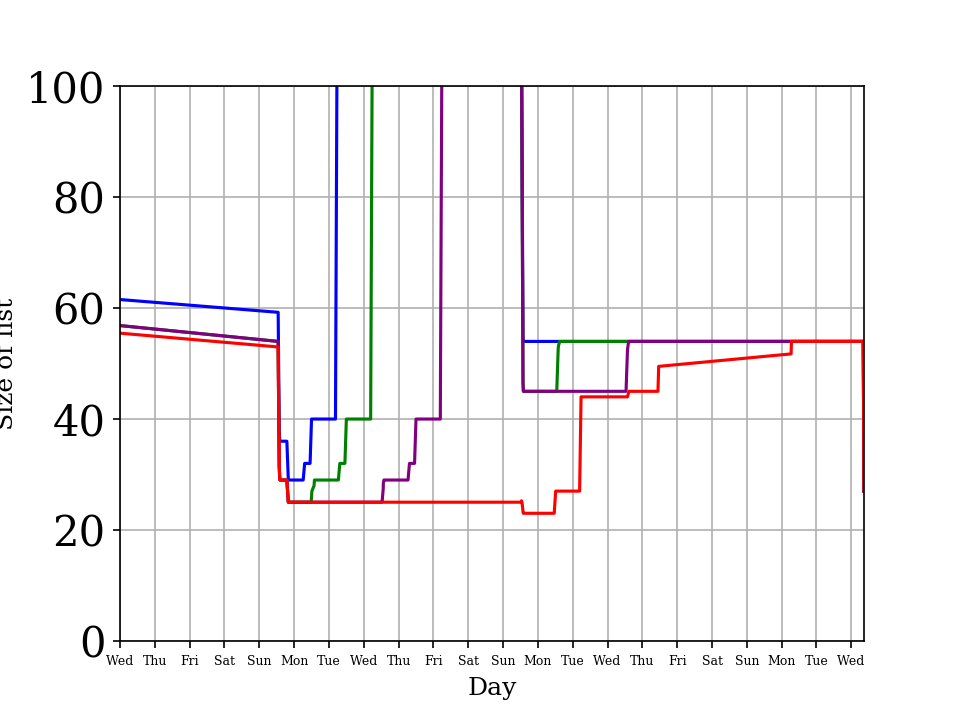 100
80
60
40
20
0
Size of list
Wed Thu Fri Sat Sun Mon Tue Wed Thu Fri Sat Sun Mon Tue Wed Thu Fri Sat Sun Mon Tue Wed
Day